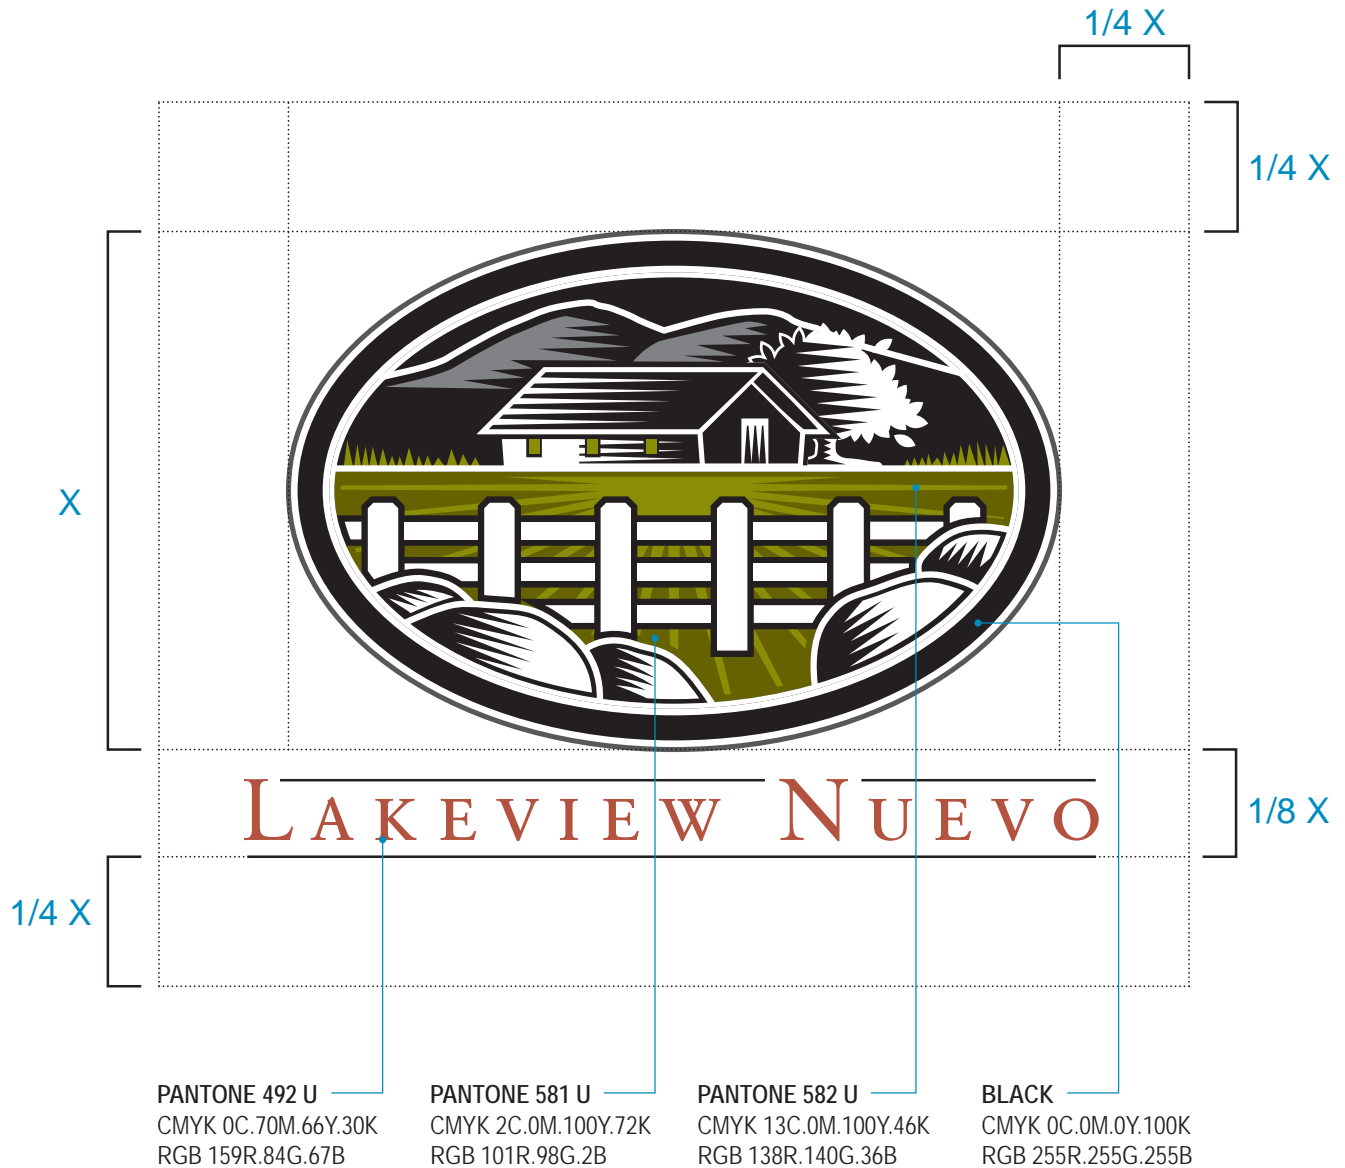 1/4 X
1/4 X
X
LAKEVIEW NUEVO
1/8 X
1/4 X
PANTONE 492 U
CMYK 0C.70M.66Y.30K
RGB 159R.84G.67B
PANTONE 581 U
CMYK 2C.0M.100Y.72K
RGB 101R.98G.2B
PANTONE 582 U
CMYK 13C.0M.100Y.46K
RGB 138R.140G.36B
BLACK
CMYK 0C.0M.0Y.100K
RGB 255R.255G.255B